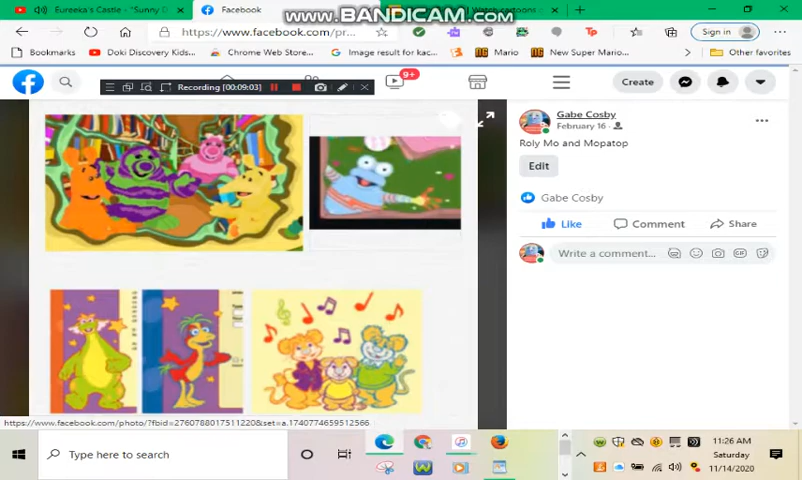 Eureeka's Castle - "Sunny D
Facebook
www.BANDICAM.com
Watch cartoons
https://www.facebook.com/pr...
Sign in
Bookmarks
Doki Discovery Kids...
Chrome Web Store...
Image result for kac...
Mario
New Super Mario...
Other favorites
Recording [00:09:03]
9+
Create
Gabe Cosby
February 16
Roly Mo and Mopatop
Edit
Gabe Cosby
Like
Comment
Share
Write a comment...
GIF
https://www.facebook.com/photo/?fbid=2760788017511220&set=a.1740774659512566
Type here to search
11:26 AM
Saturday
11/14/2020